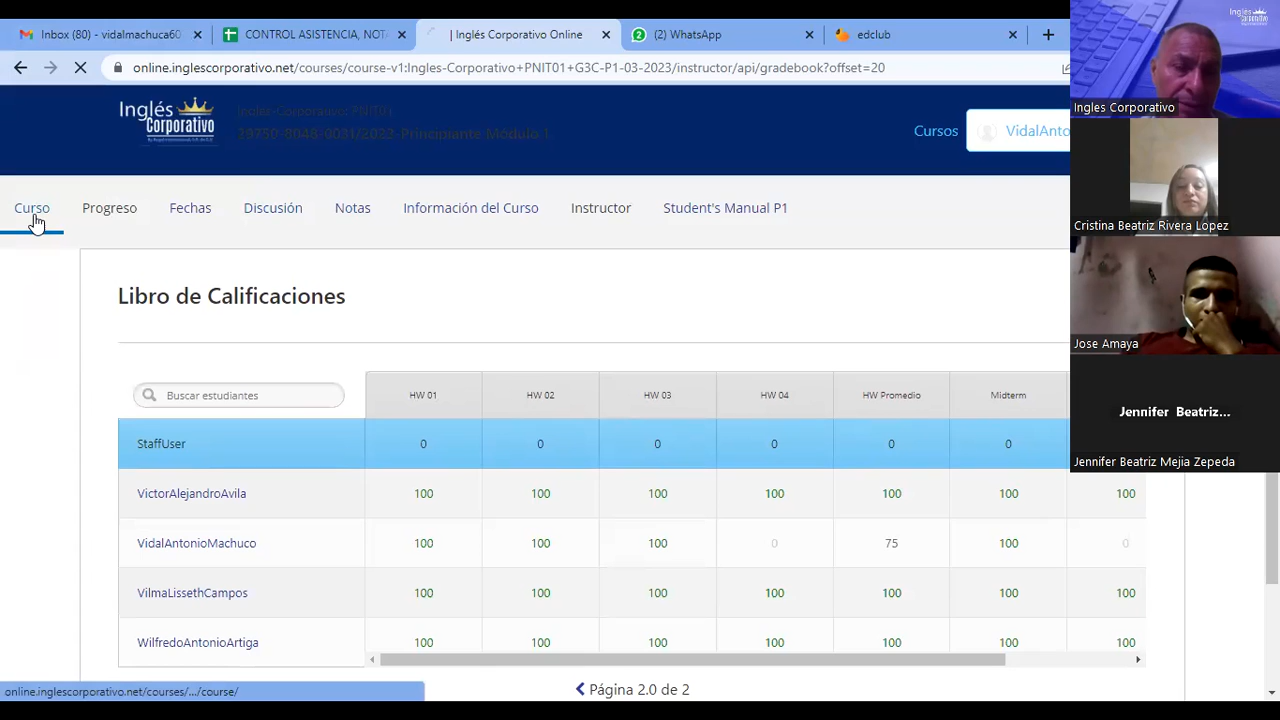 Inbox (80) - vidalmachuca60
CONTROL ASISTENCIA, NOT
| Inglés Corporativo Online
(2) WhatsApp
edclub
online.inglescorporativo.net/courses/course-v1:Ingles-Corporativo+PNIT01+G3C-P1-03-2023/instructor/api/gradebook?offset=20
Inglés
Corporativo
Ingles-Corporativo: PNIT01
Cursos
VidalAnto
Curso
Progreso
Fechas
Discusión
Notas
Información del Curso
Instructor
Student's Manual P1
Libro de Calificaciones
Buscar estudiantes
HW 01 HW 02 HW 03 HW 04 HW Promedio Midterm
StaffUser 0 0 0 0 0 0
VictorAlejandroAvila 100 100 100 100 100 100 100
VidalAntonioMachuco 100 100 100 0 75 100 0
VilmaLissethCampos 100 100 100 100 100 100 100
WilfredoAntonioArtiga 100 100 100 100 100 100 100
Página 2.0 de 2
online.inglescorporativo.net/courses/.../course/
Inglés
Corporativo
Ingles Corporativo
Cristina Beatriz Rivera Lopez
Jose Amaya
Jennifer Beatriz...
Jennifer Beatriz Mejia Zepeda